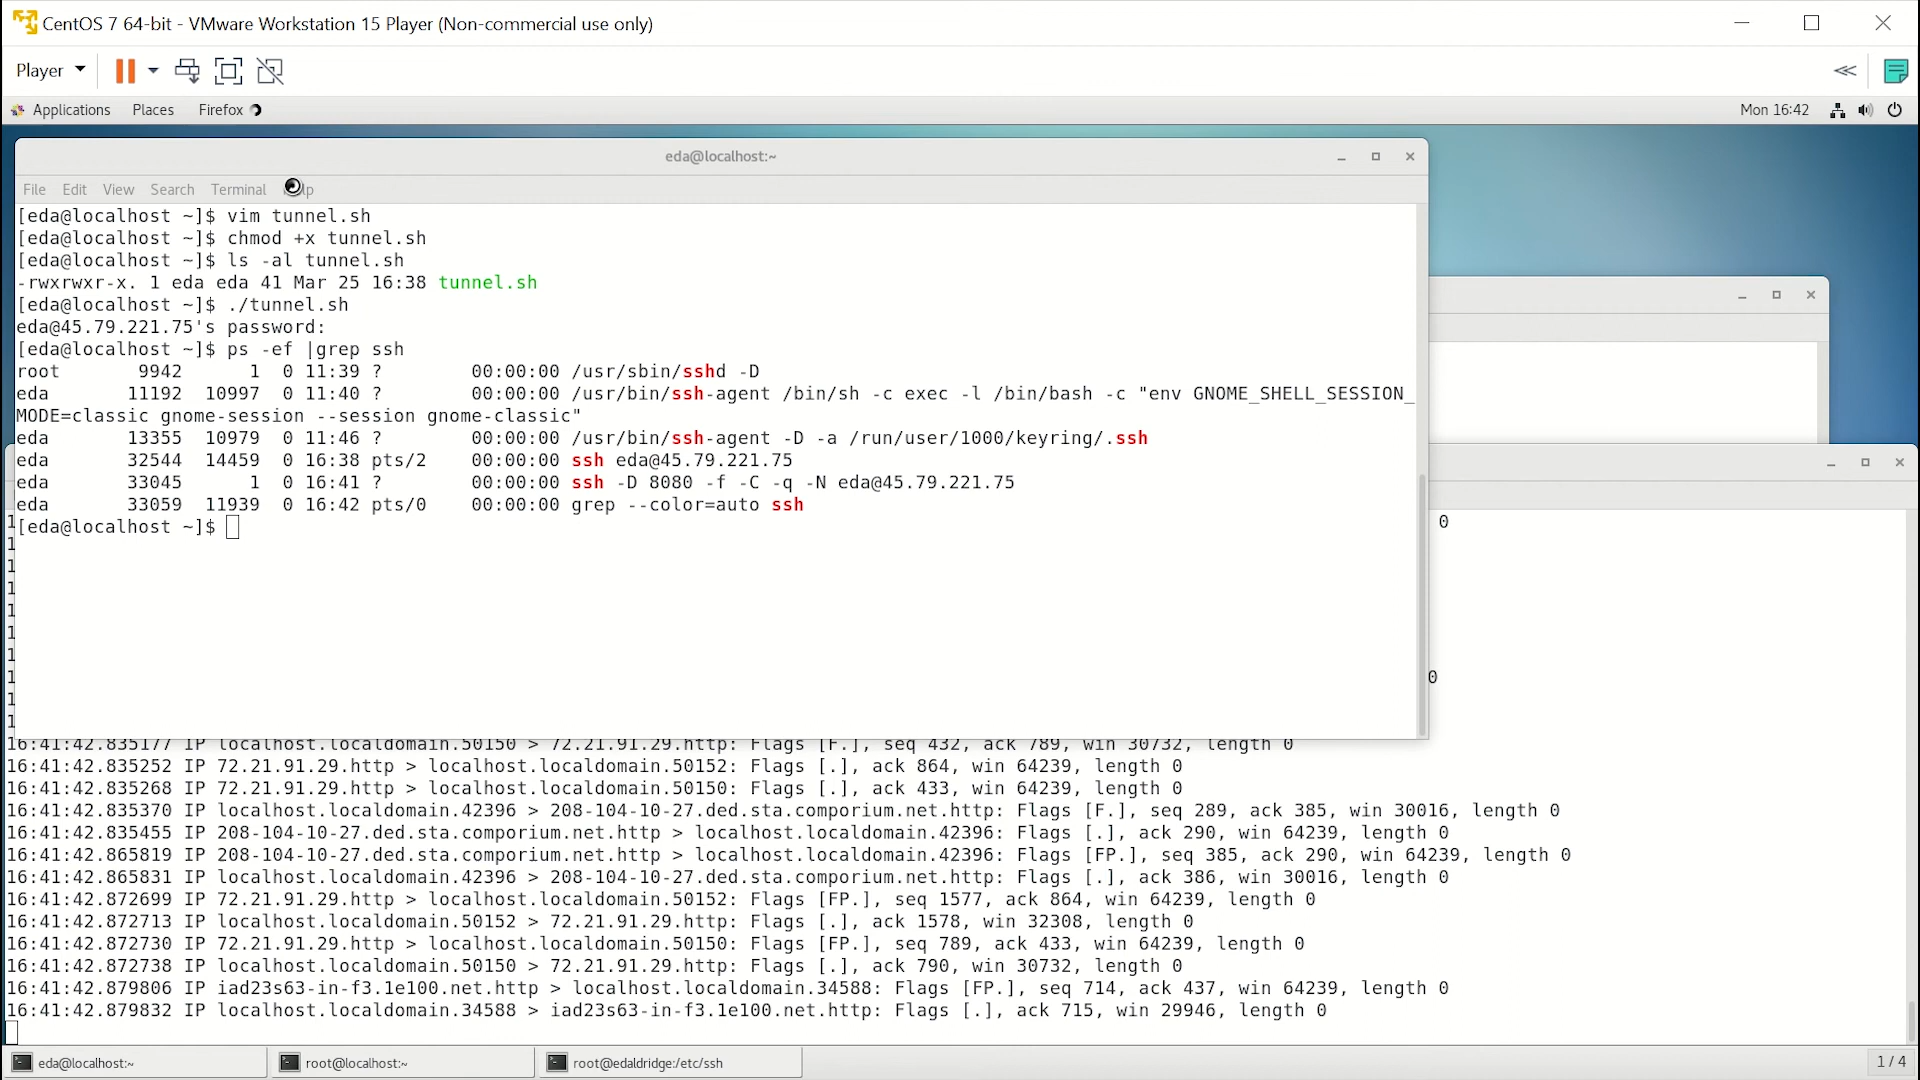 CentOS 7 64-bit - VMware Workstation 15 Player (Non-commercial use only)
Player
Applications Places Firefox Mon 16:42
eda@localhost:~
File Edit View Search Terminal
[eda@localhost ~]$ vim tunnel.sh
[eda@localhost ~]$ chmod +x tunnel.sh
[eda@localhost ~]$ ls -al tunnel.sh
-rwxrwxr-x. 1 eda eda 41 Mar 25 16:38 tunnel.sh
[eda@localhost ~]$ ./tunnel.sh
eda@45.79.221.75's password:
[eda@localhost ~]$ ps -ef |grep ssh
root 9942 1 0 11:39 ? 00:00:00 /usr/sbin/sshd -D
eda 11192 10997 0 11:40 ? 00:00:00 /usr/bin/ssh-agent /bin/sh -c exec -l /bin/bash -c "env GNOME_SHELL_SESSION_
MODE=classic gnome-session --session gnome-classic"
eda 13355 10979 0 11:46 ? 00:00:00 /usr/bin/ssh-agent -D -a /run/user/1000/keyring/.ssh
eda 32544 14459 0 16:38 pts/2 00:00:00 ssh eda@45.79.221.75
eda 33045 1 0 16:41 ? 00:00:00 ssh -D 8080 -f -C -q -N eda@45.79.221.75
eda 33059 11939 0 16:42 pts/0 00:00:00 grep --color=auto ssh
[eda@localhost ~]$
0
0
16:41:42.835177 IP localhost.localdomain.50150 > 72.21.91.29.http: Flags [F.], seq 432, ack 789, win 30732, length 0
16:41:42.835252 IP 72.21.91.29.http > localhost.localdomain.50152: Flags [.], ack 864, win 64239, length 0
16:41:42.835268 IP 72.21.91.29.http > localhost.localdomain.50150: Flags [.], ack 433, win 64239, length 0
16:41:42.835370 IP localhost.localdomain.42396 > 208-104-10-27.ded.sta.comporium.net.http: Flags [F.], seq 289, ack 385, win 30016, length 0
16:41:42.835455 IP 208-104-10-27.ded.sta.comporium.net.http > localhost.localdomain.42396: Flags [.], ack 290, win 64239, length 0
16:41:42.865819 IP 208-104-10-27.ded.sta.comporium.net.http > localhost.localdomain.42396: Flags [FP.], seq 385, ack 290, win 64239, length 0
16:41:42.865831 IP localhost.localdomain.42396 > 208-104-10-27.ded.sta.comporium.net.http: Flags [.], ack 386, win 30016, length 0
16:41:42.872699 IP 72.21.91.29.http > localhost.localdomain.50152: Flags [FP.], seq 1577, ack 864, win 64239, length 0
16:41:42.872713 IP localhost.localdomain.50152 > 72.21.91.29.http: Flags [.], ack 1578, win 32308, length 0
16:41:42.872730 IP 72.21.91.29.http > localhost.localdomain.50150: Flags [FP.], seq 789, ack 433, win 64239, length 0
16:41:42.872738 IP localhost.localdomain.50150 > 72.21.91.29.http: Flags [.], ack 790, win 30732, length 0
16:41:42.879806 IP iad23s63-in-f3.1e100.net.http > localhost.localdomain.34588: Flags [FP.], seq 714, ack 437, win 64239, length 0
16:41:42.879832 IP localhost.localdomain.34588 > iad23s63-in-f3.1e100.net.http: Flags [.], ack 715, win 29946, length 0
eda@localhost:~ root@localhost:~ root@edaldridge:/etc/ssh 1 / 4